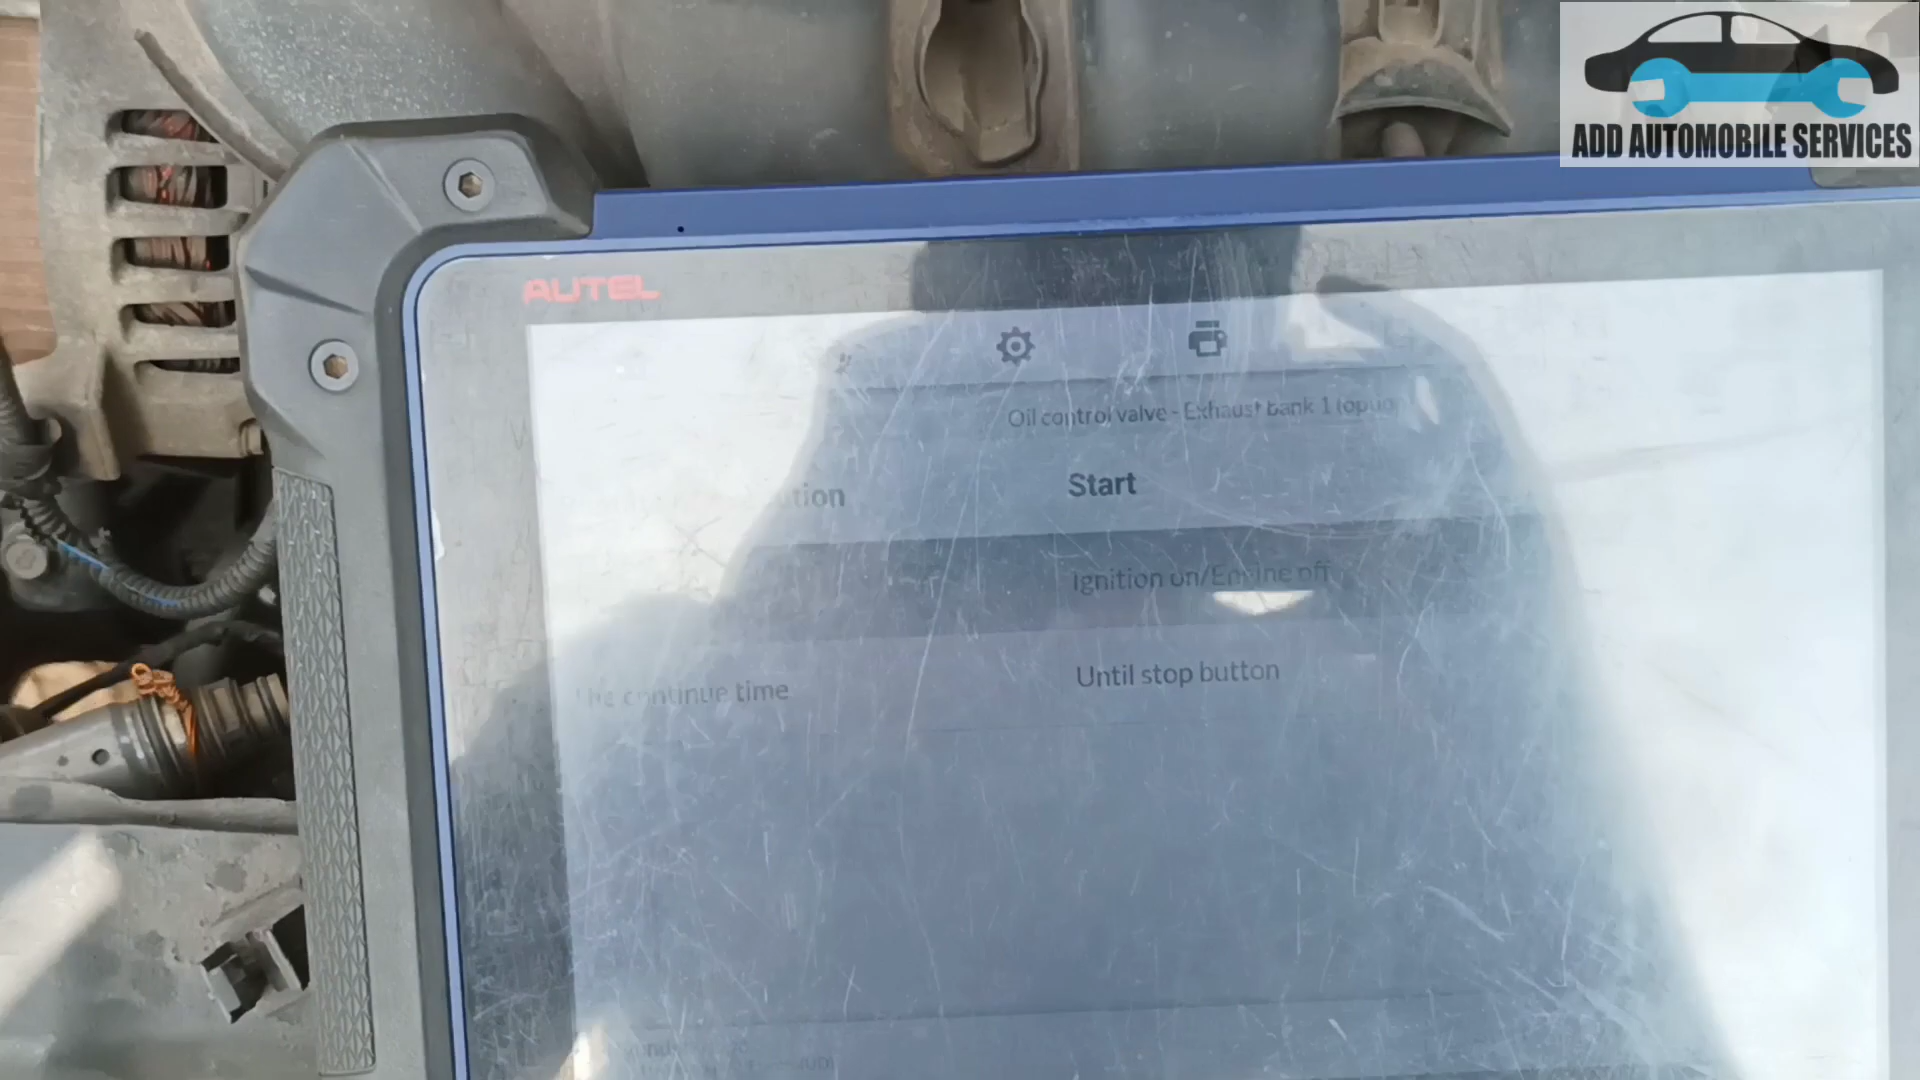 ADD AUTOMOBILE SERVICES
AUTEL
Oil control valve - Exhaust bank 1
Start
Ignition on/Engine off
continue time
Until stop button